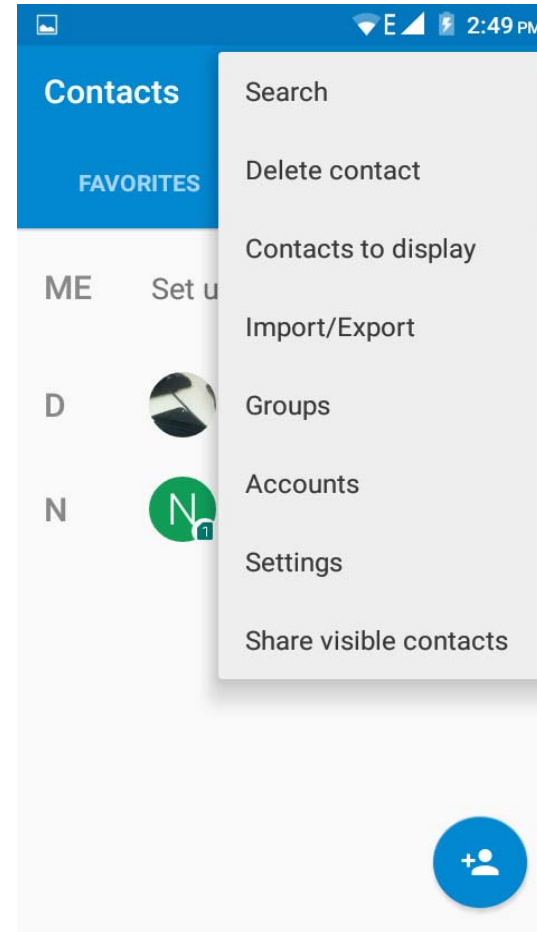 E 2:49 PM
Contacts
FAVORITES
Search
Delete contact
Contacts to display
Import/Export
Groups
Accounts
Settings
Share visible contacts
ME Set u
D
N N 1